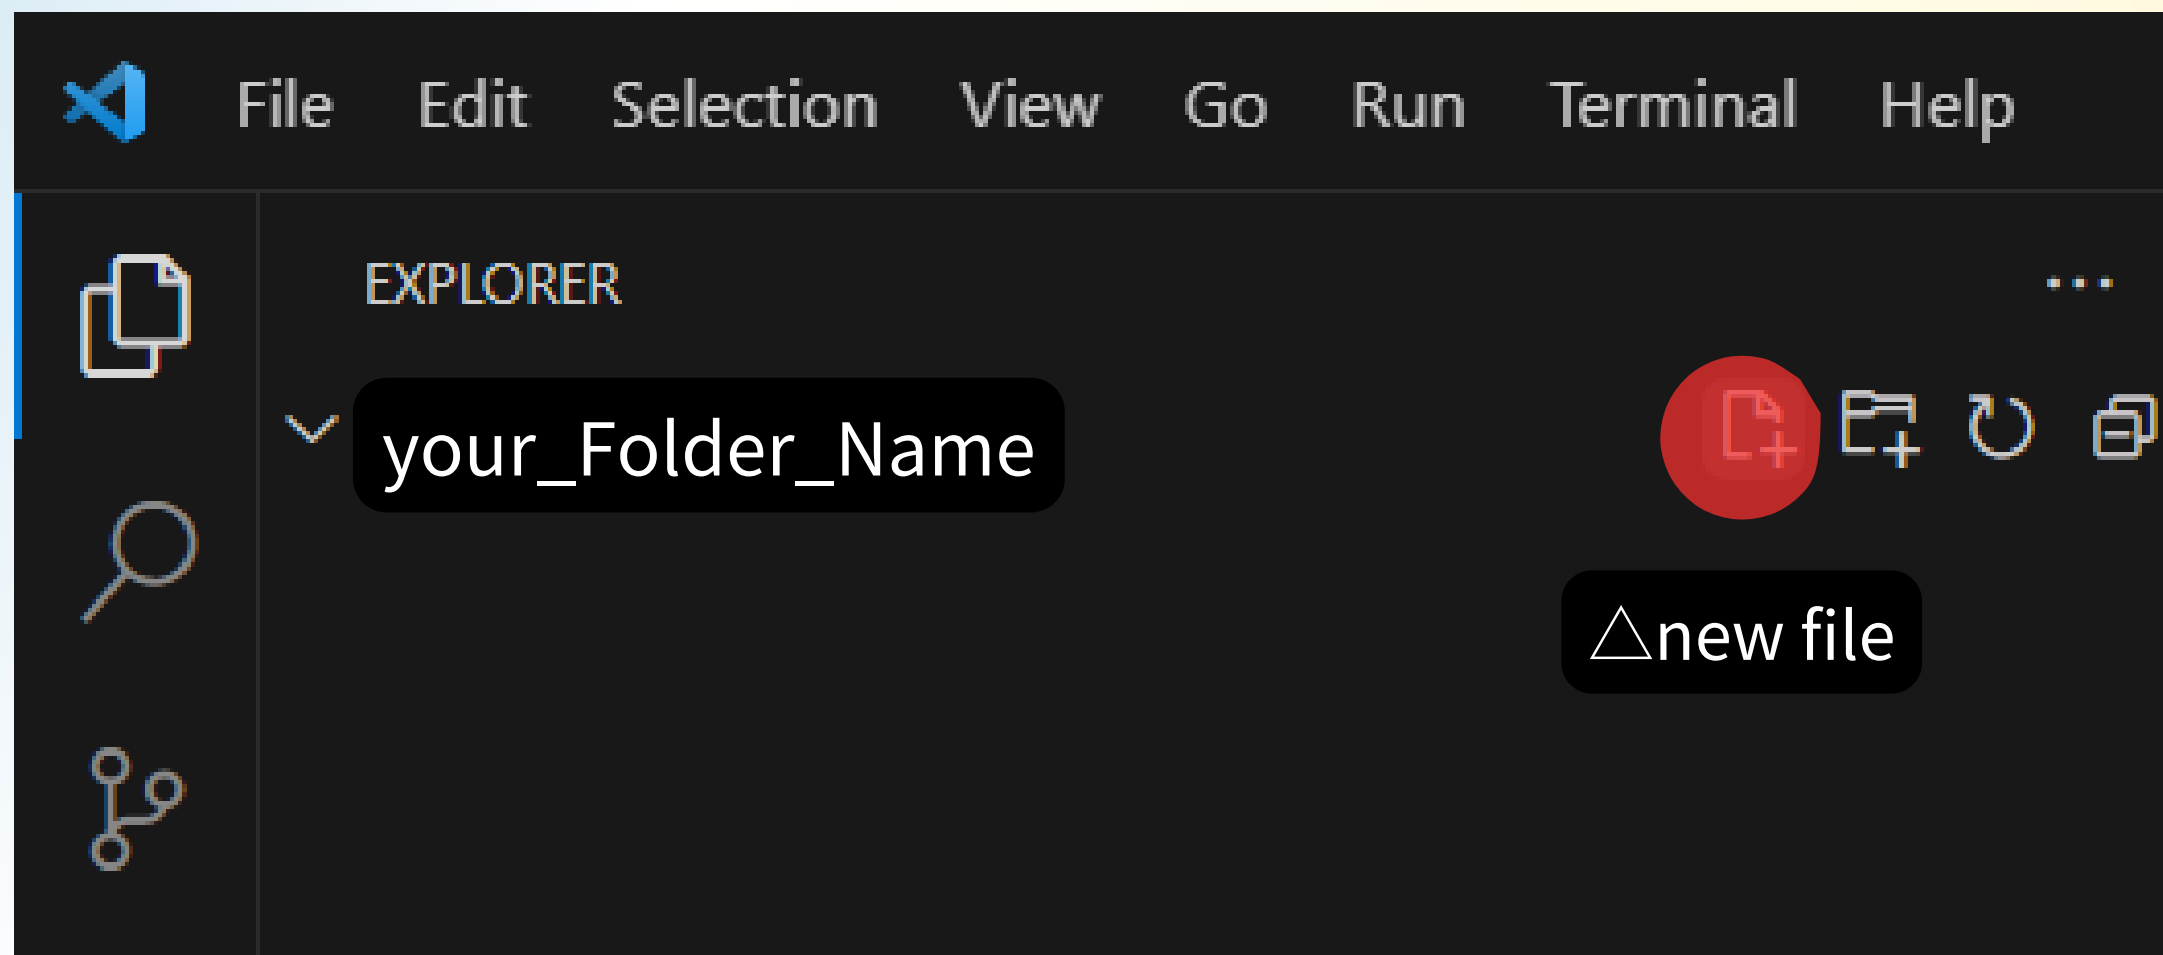 File Edit Selection View Go Run Terminal Help
EXPLORER ...
your_Folder_Name
△new file